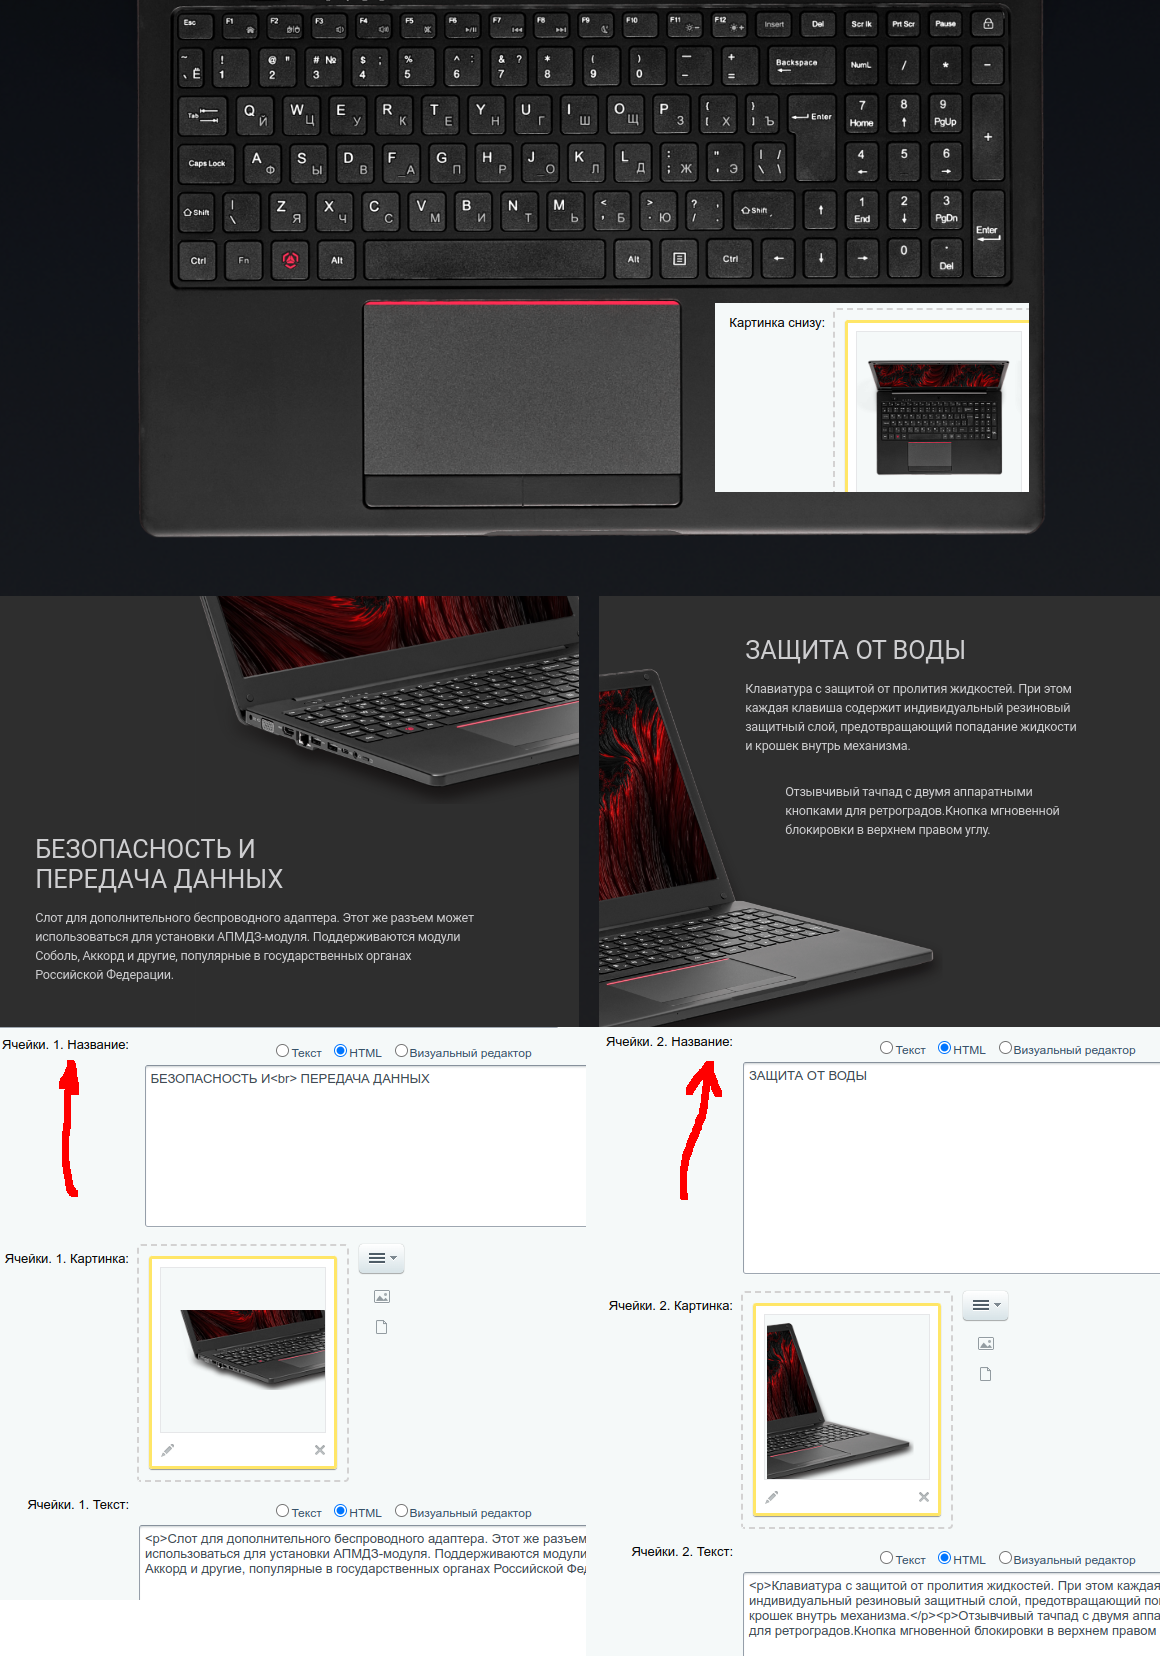 Esc F1 F2 F3 F4 F5 F6 F7 F8 F9 F10 F11 F12 Insert Del Scr lk Prt Scr Pause
~ ` Ё ! 1 @ " 2 # № 3 $ ; 4 % 5 ^ : 6 & ? 7 * 8 ( 9 ) 0 — - + = Backspace NumL / * -
Tab Q Й W Ц E У R К T Е Y Н U Г I Ш O Щ P З { [ Х } ] Ъ Enter 7 Home 8 9 PgUp +
Caps Lock A Ф S Ы D В F А G П H Р J О K Л L Д : ; Ж " ' Э | / \ \ 4 5 6
Shift | \ Z Я X Ч C С V М B И N Т M Ь < , Б > . Ю ? , / . Shift 1 End 2 3 PgDn Enter
Ctrl Fn Alt Alt Ctrl 0 . Del
Картинка снизу:
БЕЗОПАСНОСТЬ И
ПЕРЕДАЧА ДАННЫХ
Слот для дополнительного беспроводного адаптера. Этот же разъем может
использоваться для установки АПМДЗ-модуля. Поддерживаются модули
Соболь, Аккорд и другие, популярные в государственных органах
Российской Федерации.
ЗАЩИТА ОТ ВОДЫ
Клавиатура с защитой от пролития жидкостей. При этом
каждая клавиша содержит индивидуальный резиновый
защитный слой, предотвращающий попадание жидкости
и крошек внутрь механизма.
Отзывчивый тачпад с двумя аппаратными
кнопками для ретроградов.Кнопка мгновенной
блокировки в верхнем правом углу.
Ячейки. 1. Название:
Текст HTML Визуальный редактор
БЕЗОПАСНОСТЬ И<br> ПЕРЕДАЧА ДАННЫХ
Ячейки. 1. Картинка:
Ячейки. 1. Текст:
Текст HTML Визуальный редактор
<p>Слот для дополнительного беспроводного адаптера. Этот же разъем
использоваться для установки АПМДЗ-модуля. Поддерживаются модули
Аккорд и другие, популярные в государственных органах Российской Фед
Ячейки. 2. Название:
Текст HTML Визуальный редактор
ЗАЩИТА ОТ ВОДЫ
Ячейки. 2. Картинка:
Ячейки. 2. Текст:
Текст HTML Визуальный редактор
<p>Клавиатура с защитой от пролития жидкостей. При этом каждая
индивидуальный резиновый защитный слой, предотвращающий по
крошек внутрь механизма.</p><p>Отзывчивый тачпад с двумя аппа
для ретроградов.Кнопка мгновенной блокировки в верхнем правом